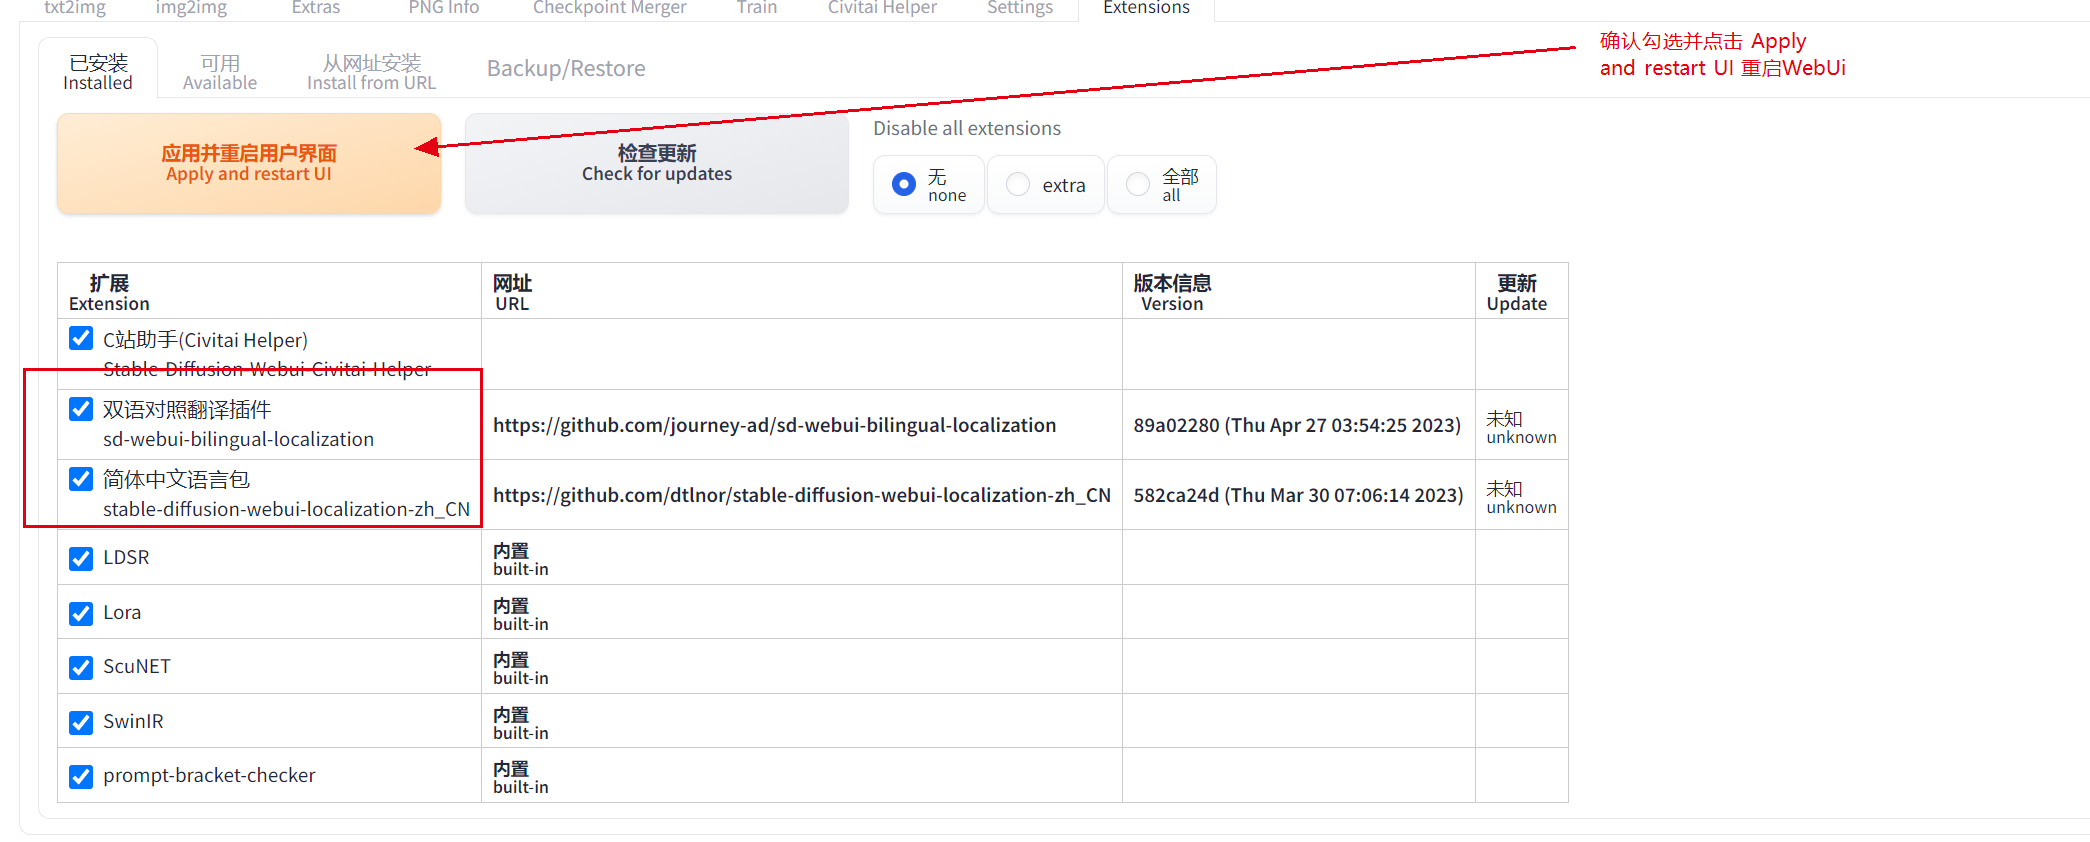 txt2img img2img Extras PNG Info Checkpoint Merger Train Civitai Helper Settings Extensions
确认勾选并点击 Apply
and restart UI 重启WebUi
已安装
Installed
可用
Available
从网址安装
Install from URL
Backup/Restore
应用并重启用户界面
Apply and restart UI
检查更新
Check for updates
Disable all extensions
无
none
extra
全部
all
扩展
Extension
网址
URL
版本信息
Version
更新
Update
C站助手(Civitai Helper)
Stable-Diffusion-Webui-Civitai-Helper
双语对照翻译插件
sd-webui-bilingual-localization
https://github.com/journey-ad/sd-webui-bilingual-localization
89a02280 (Thu Apr 27 03:54:25 2023)
未知
unknown
简体中文语言包
stable-diffusion-webui-localization-zh_CN
https://github.com/dtlnor/stable-diffusion-webui-localization-zh_CN
582ca24d (Thu Mar 30 07:06:14 2023)
未知
unknown
LDSR
内置
built-in
Lora
内置
built-in
ScuNET
内置
built-in
SwinIR
内置
built-in
prompt-bracket-checker
内置
built-in